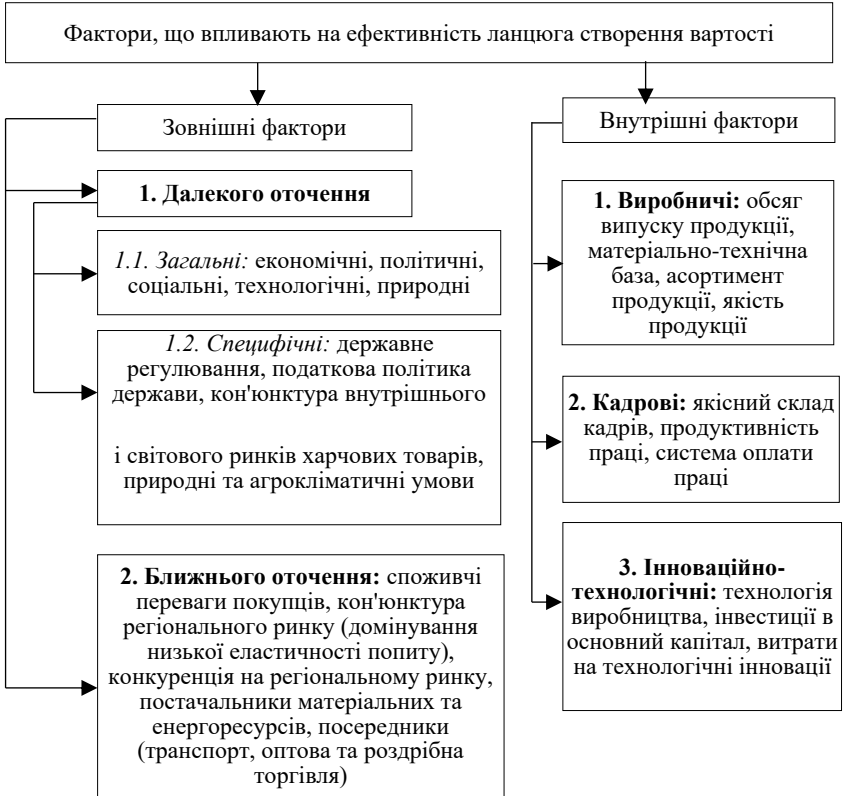 Фактори, що впливають на ефективність ланцюга створення вартості
Зовнішні фактори
1. Далекого оточення
1.1. Загальні: економічні, політичні,
соціальні, технологічні, природні
1.2. Специфічні: державне
регулювання, податкова політика
держави, кон'юнктура внутрішнього
і світового ринків харчових товарів,
природні та агрокліматичні умови
2. Ближнього оточення: споживчі
переваги покупців, кон'юнктура
регіонального ринку (домінування
низької еластичності попиту),
конкуренція на регіональному ринку,
постачальники матеріальних та
енергоресурсів, посередники
(транспорт, оптова та роздрібна
торгівля)
Внутрішні фактори
1. Виробничі: обсяг
випуску продукції,
матеріально-технічна
база, асортимент
продукції, якість
продукції
2. Кадрові: якісний склад
кадрів, продуктивність
праці, система оплати
праці
3. Інноваційно-
технологічні: технологія
виробництва, інвестиції в
основний капітал, витрати
на технологічні інновації